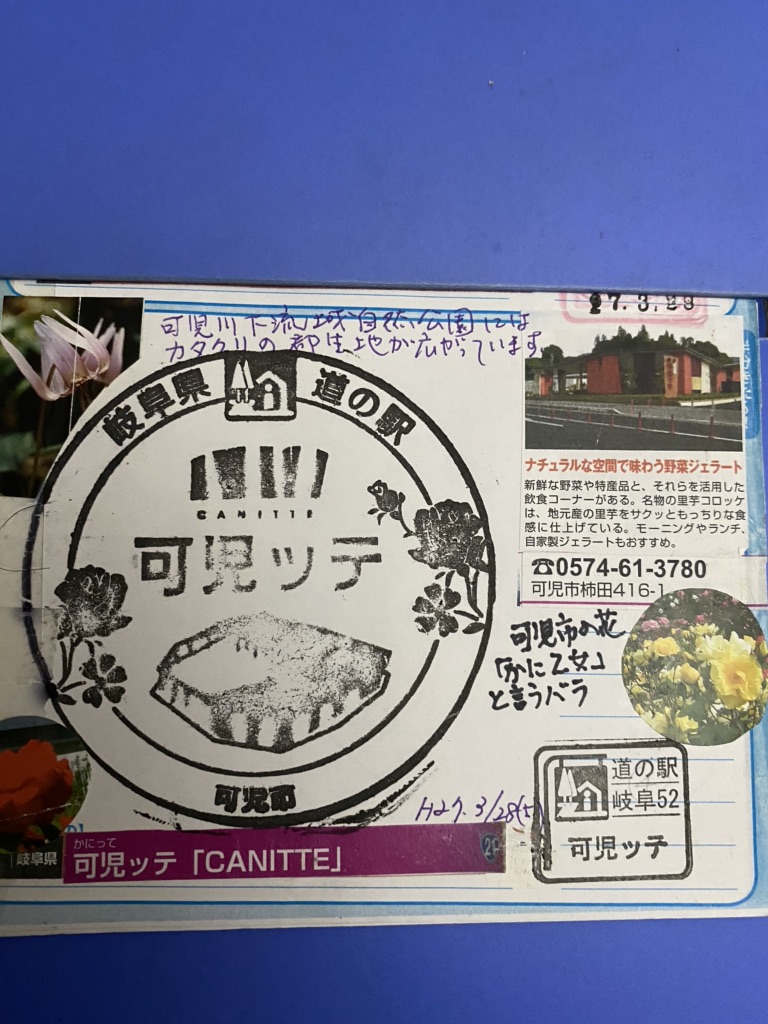 27.3.28
可児川下流域自然公園には
カタクリの群生地が広がっています
岐阜県 道の駅
CANITTE
可児ッテ
可児市
ナチュラルな空間で味わう野菜ジェラート
新鮮な野菜や特産品と、それらを活用した
飲食コーナーがある。名物の里芋コロッケ
は、地元産の里芋をサクッともっちりな食
感に仕上げている。モーニングやランチ、
自家製ジェラートもおすすめ。
☎0574-61-3780
可児市柿田416-1
可児市の花
「かに乙女」
と言うバラ
H27.3/28(土)
道の駅
岐阜52
可児ッテ
岐阜県
かにって
可児ッテ「CANITTE」